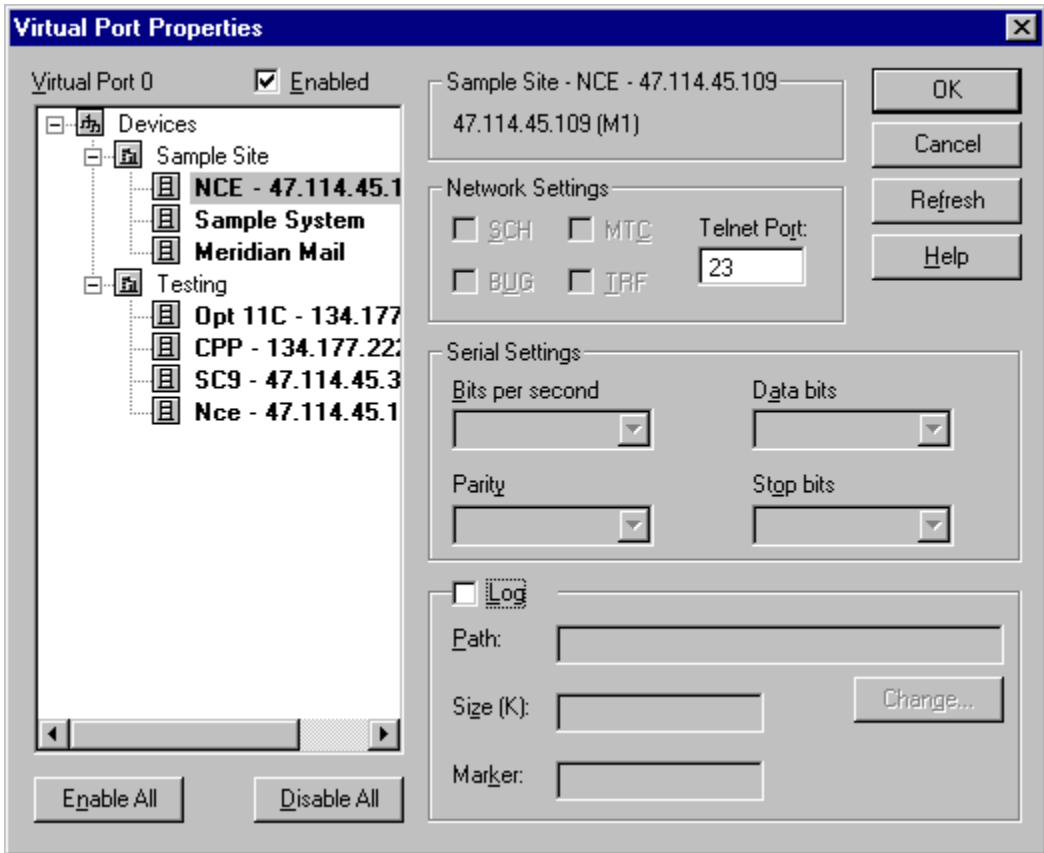 Virtual Port Properties
Virtual Port 0
Enabled
Devices
Sample Site
NCE - 47.114.45.1
Sample System
Meridian Mail
Testing
Opt 11C - 134.177
CPP - 134.177.222
SC9 - 47.114.45.3
Nce - 47.114.45.1
Enable All
Disable All
Sample Site - NCE - 47.114.45.109
47.114.45.109 (M1)
Network Settings
SCH
MTC
BUG
TRF
Telnet Port:
23
Serial Settings
Bits per second
Data bits
Parity
Stop bits
Log
Path:
Size (K):
Change...
Marker:
OK
Cancel
Refresh
Help